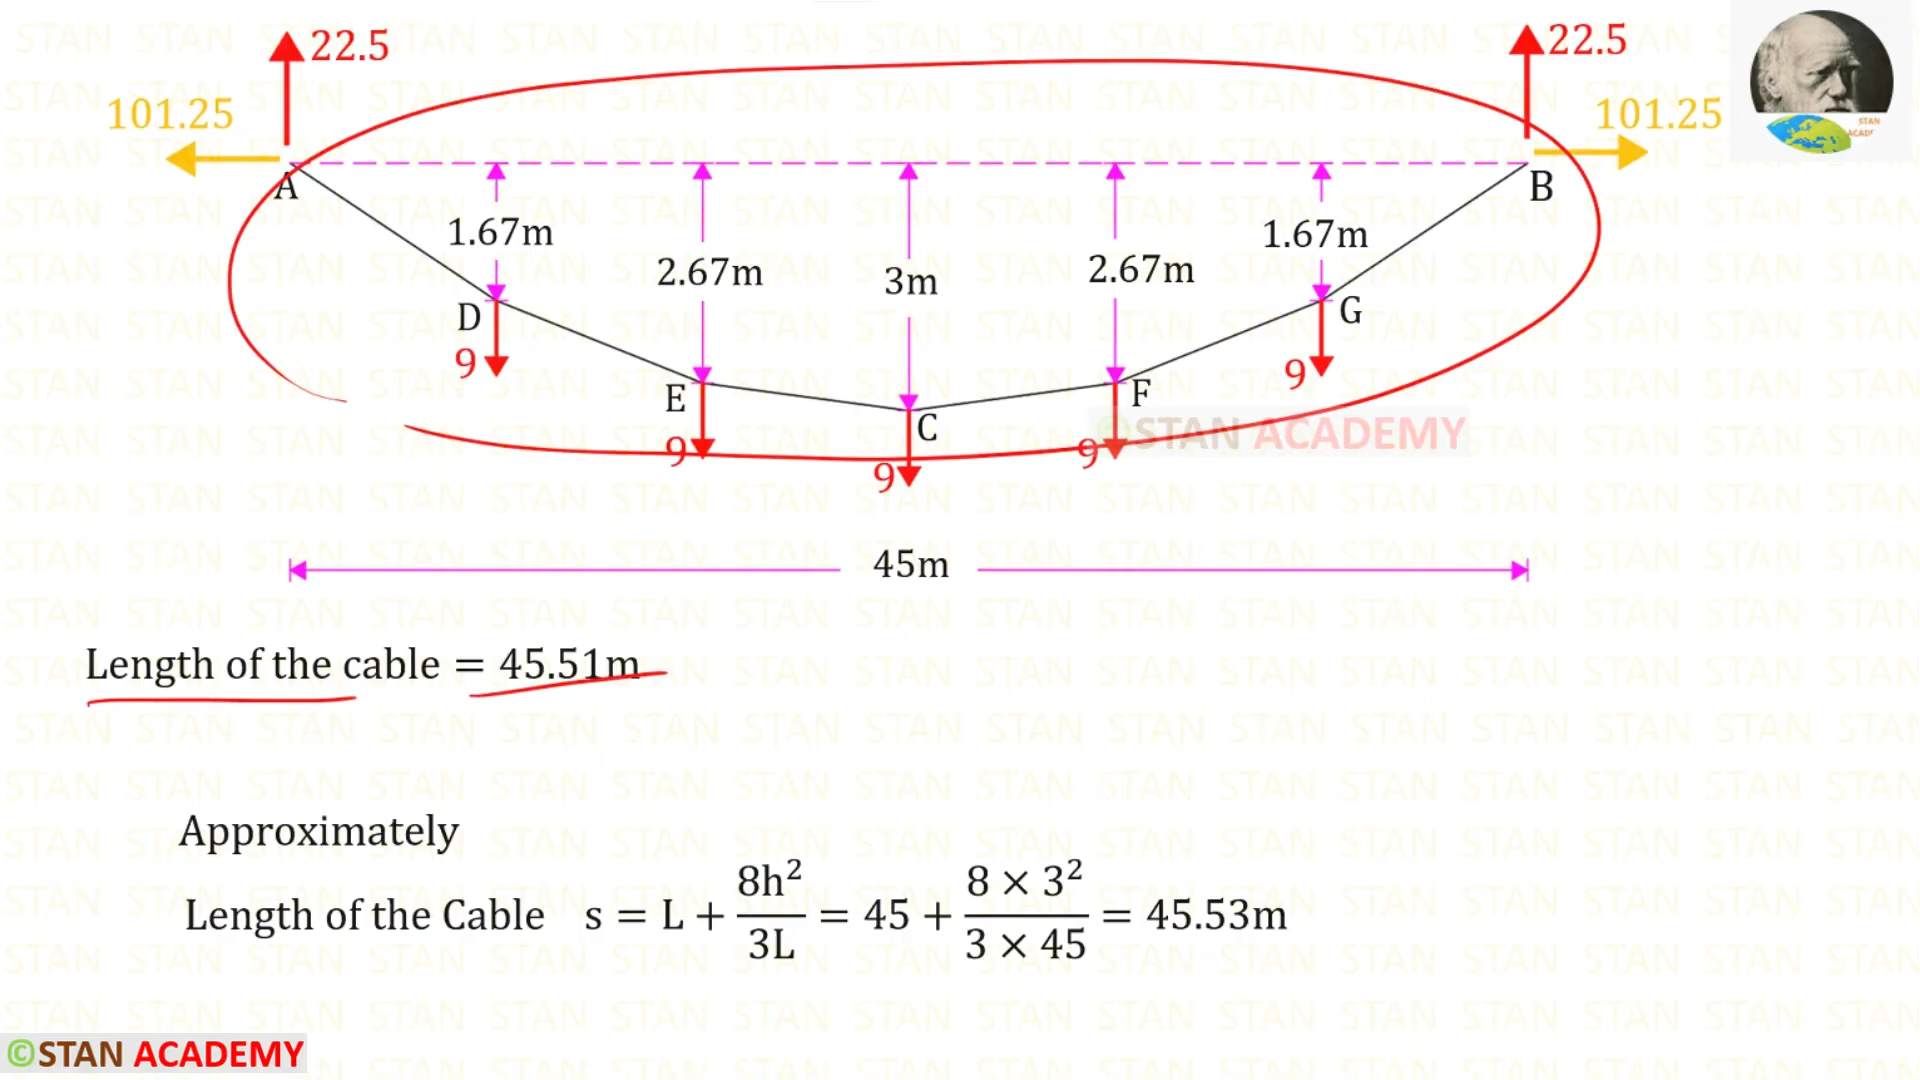 22.5
22.5
101.25
101.25
STAN
ACADE
A
B
1.67m
1.67m
2.67m
3m
2.67m
D
G
9
9
E
F
C
©STAN ACADEMY
9
9
9
45m
Length of the cable = 45.51m
Approximately
Length of the Cable s = L + 8h²/3L = 45 + 8 × 3²/3 × 45 = 45.53m
©STAN ACADEMY